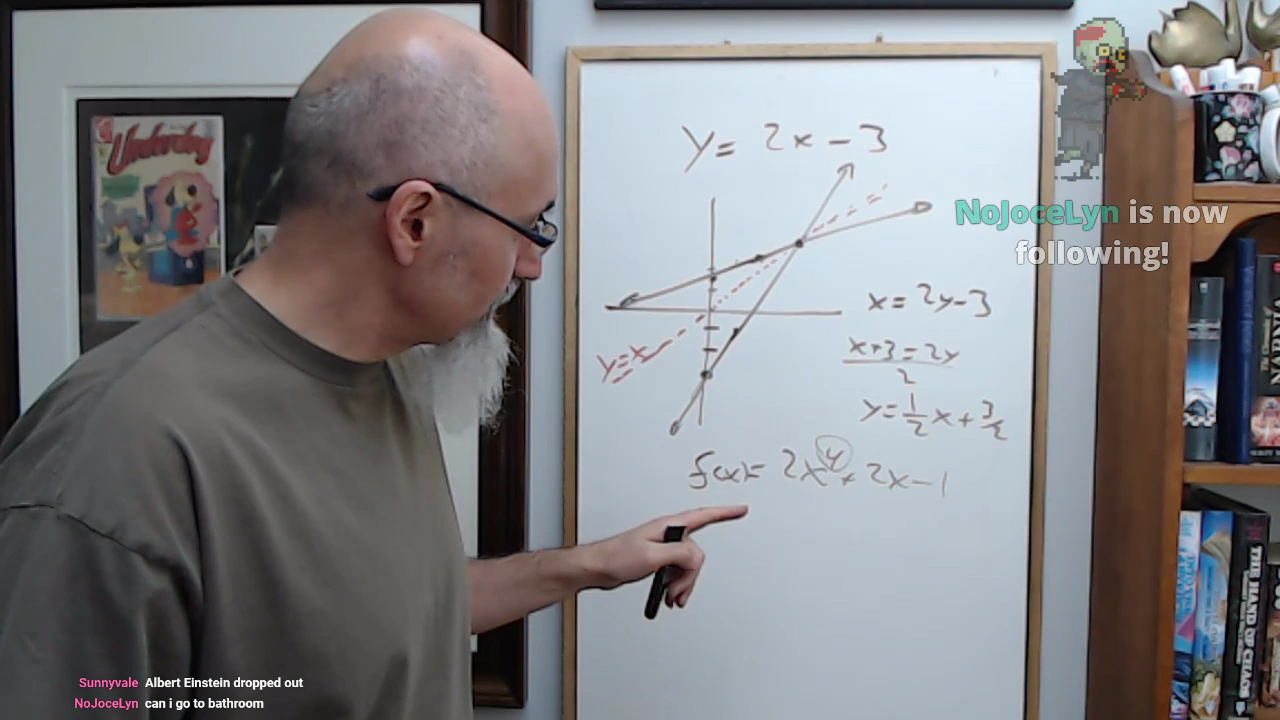 Underdog
y = 2x - 3
NoJoceLyn is now
following!
x = 2y-3
x+3 = 2y
2
y=x
y = 1/2 x + 3/2
f(x)= 2x^4 + 2x - 1
THE HAND OF CHAOS
Sunnyvale Albert Einstein dropped out
NoJoceLyn can i go to bathroom